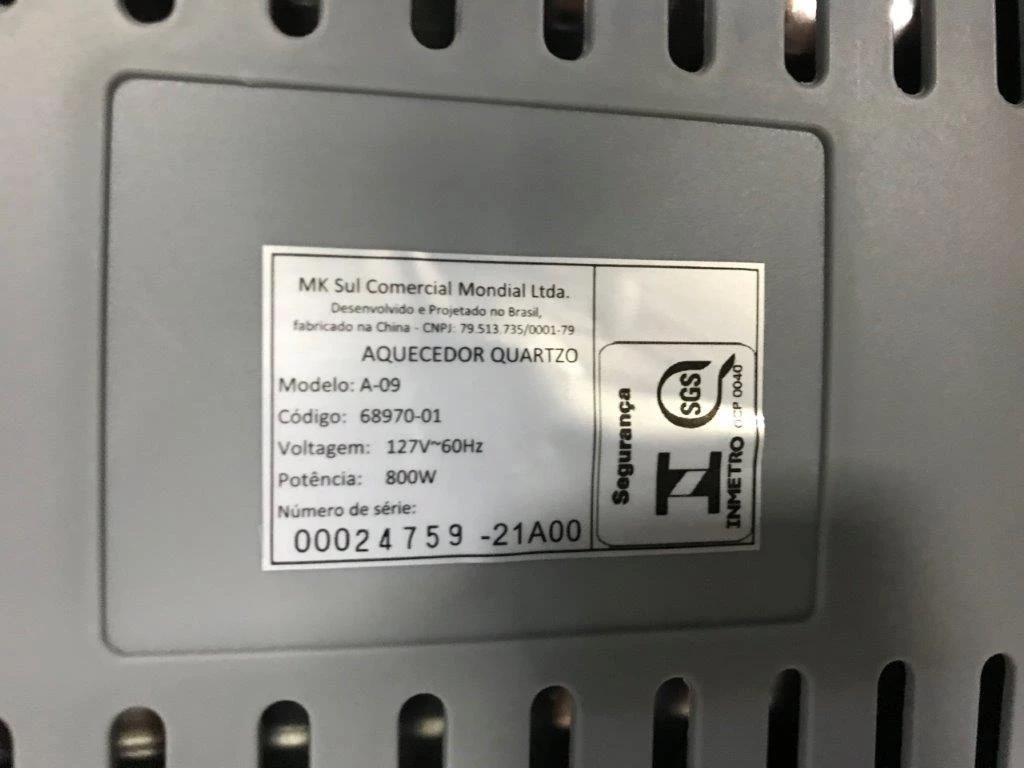 MK Sul Comercial Mondial Ltda.
Desenvolvido e Projetado no Brasil,
fabricado na China - CNPJ: 79.513.735/0001-79
AQUECEDOR QUARTZO
Modelo: A-09
Código: 68970-01
Voltagem: 127V~60Hz
Potência: 800W
Número de série:
00024759 -21A00
Segurança
SGS
INMETRO OCP 0040